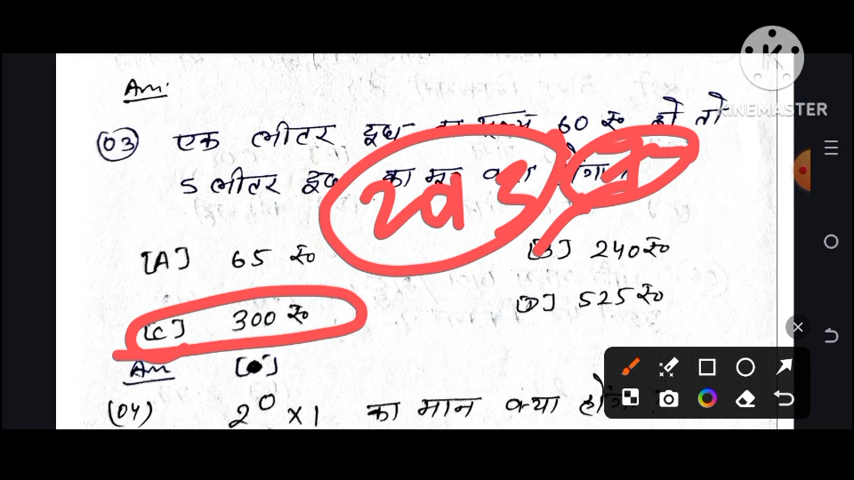 KINEMASTER
Ans:
(03) एक लीटर दूध का मूल्य 60 रु हो तो
5 लीटर दूध का मू क्या होगा
[A] 65 रु [B] 240 रु
[C] 300 रु [D] 525 रु
Ans
(04) 2⁰ × 1 का मान क्या होगा ?